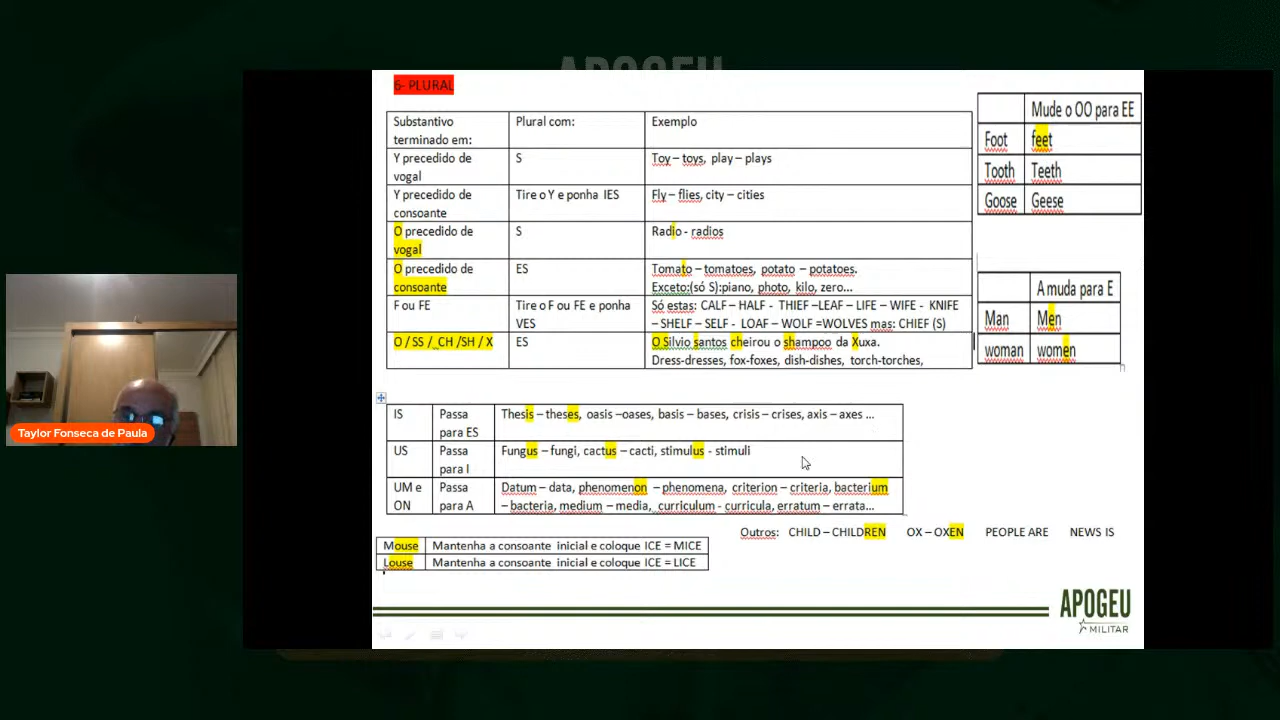 APOGEU
6- PLURAL
Substantivo terminado em: Plural com: Exemplo
Y precedido de vogal S Toy – toys, play – plays
Y precedido de consoante Tire o Y e ponha IES Fly – flies, city – cities
O precedido de vogal S Radio - radios
O precedido de consoante ES Tomato – tomatoes, potato – potatoes.
Exceto:(só S):piano, photo, kilo, zero...
F ou FE Tire o F ou FE e ponha VES Só estas: CALF – HALF - THIEF –LEAF – LIFE – WIFE - KNIFE
– SHELF – SELF - LOAF – WOLF =WOLVES mas: CHIEF (S)
O / SS /_CH /SH / X ES O Silvio santos cheirou o shampoo da Xuxa.
Dress-dresses, fox-foxes, dish-dishes, torch-torches,
Mude o OO para EE
Foot feet
Tooth Teeth
Goose Geese
A muda para E
Man Men
woman women
IS Passa para ES Thesis – theses, oasis –oases, basis – bases, crisis – crises, axis – axes ...
US Passa para I Fungus – fungi, cactus – cacti, stimulus - stimuli
UM e ON Passa para A Datum – data, phenomenon – phenomena, criterion – criteria, bacterium
– bacteria, medium – media, curriculum - curricula, erratum – errata...
Outros: CHILD – CHILDREN OX – OXEN PEOPLE ARE NEWS IS
Mouse Mantenha a consoante inicial e coloque ICE = MICE
Louse Mantenha a consoante inicial e coloque ICE = LICE
Taylor Fonseca de Paula
APOGEU
MILITAR